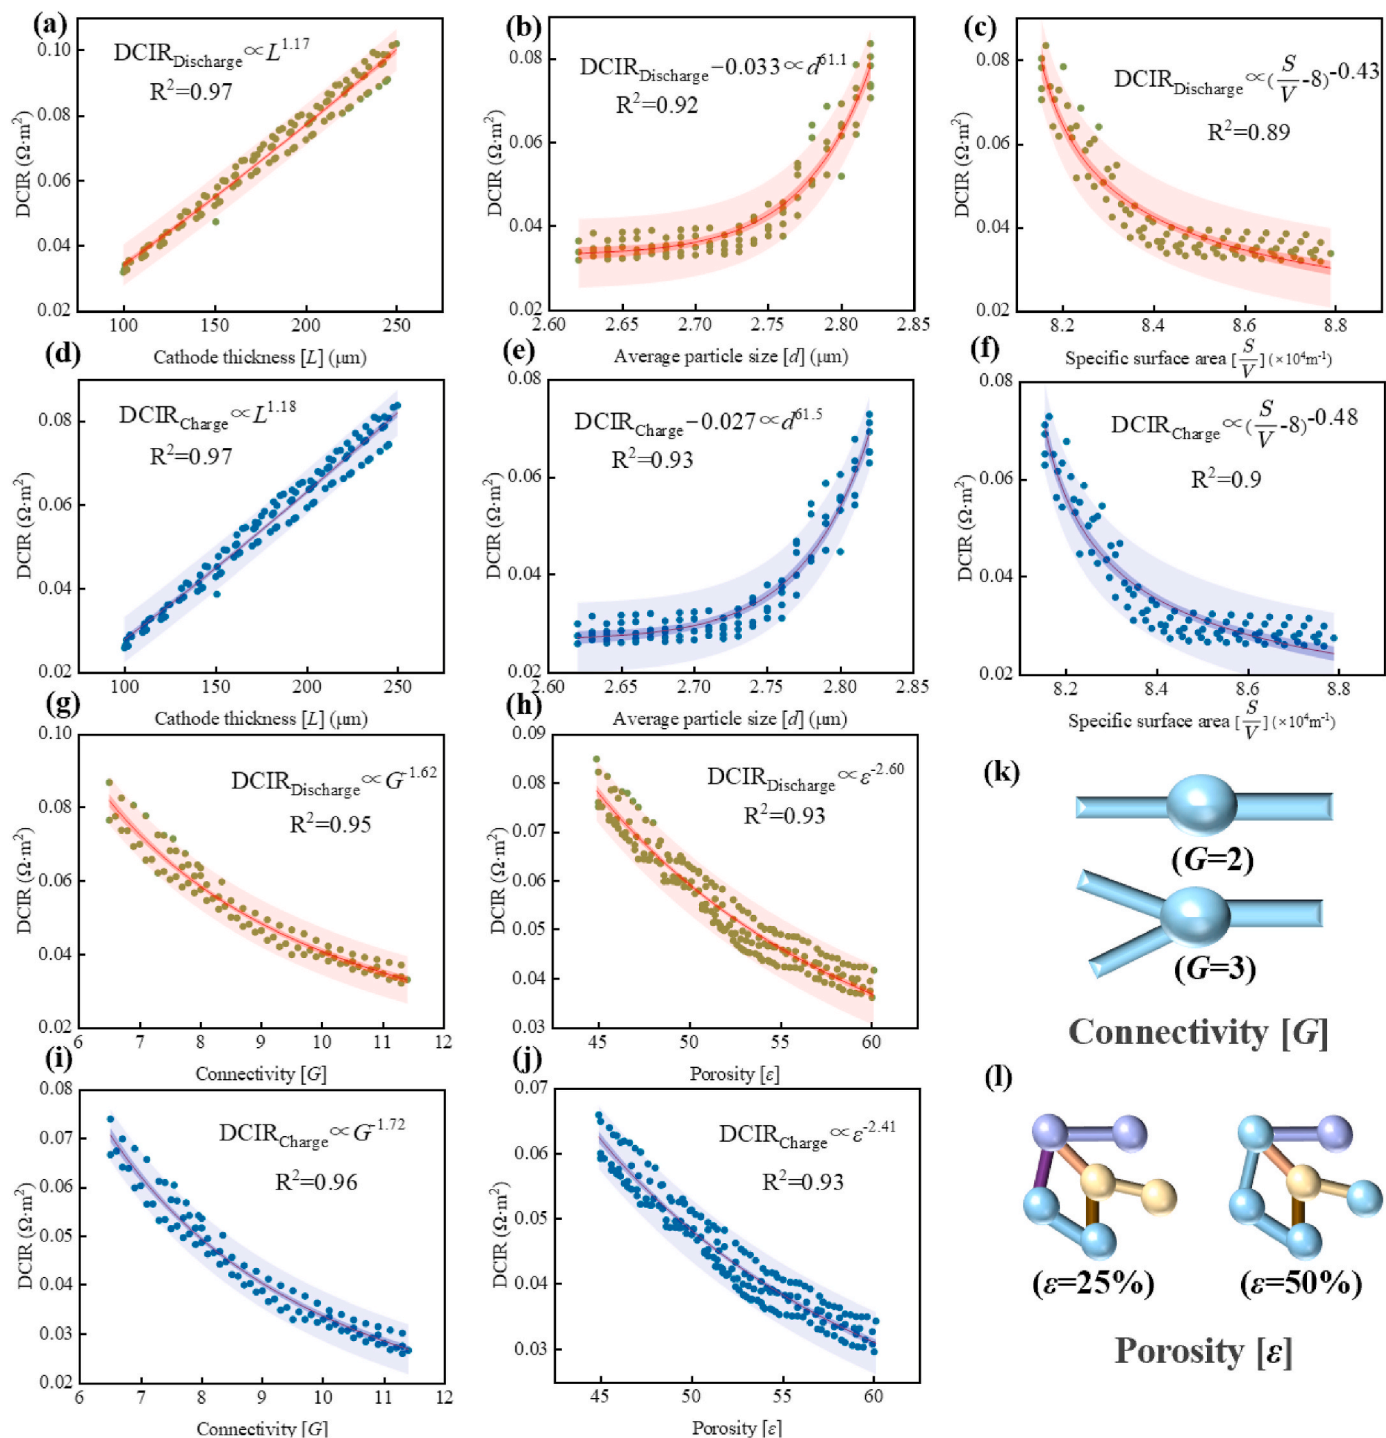 (a)
DCIR_Discharge ∝ L^1.17
R²=0.97
DCIR (Ω·m²)
0.10
0.08
0.06
0.04
0.02
100 150 200 250
Cathode thickness [L] (μm)
(b)
DCIR_Discharge −0.033 ∝ d^61.1
R²=0.92
DCIR (Ω·m²)
0.08
0.06
0.04
0.02
2.60 2.65 2.70 2.75 2.80 2.85
Average particle size [d] (μm)
(c)
DCIR_Discharge ∝ (S/V -8)^-0.43
R²=0.89
DCIR (Ω·m²)
0.08
0.06
0.04
0.02
8.2 8.4 8.6 8.8
Specific surface area [S/V] (×10⁴m⁻¹)
(d)
DCIR_Charge ∝ L^1.18
R²=0.97
DCIR (Ω·m²)
0.08
0.06
0.04
0.02
100 150 200 250
Cathode thickness [L] (μm)
(e)
DCIR_Charge −0.027 ∝ d^61.5
R²=0.93
DCIR (Ω·m²)
0.08
0.06
0.04
0.02
2.60 2.65 2.70 2.75 2.80 2.85
Average particle size [d] (μm)
(f)
DCIR_Charge ∝ (S/V -8)^-0.48
R²=0.9
DCIR (Ω·m²)
0.08
0.06
0.04
0.02
8.2 8.4 8.6 8.8
Specific surface area [S/V] (×10⁴m⁻¹)
(g)
DCIR_Discharge ∝ G^-1.62
R²=0.95
DCIR (Ω·m²)
0.10
0.08
0.06
0.04
0.02
6 7 8 9 10 11 12
Connectivity [G]
(h)
DCIR_Discharge ∝ ε^-2.60
R²=0.93
DCIR (Ω·m²)
0.09
0.08
0.07
0.06
0.05
0.04
0.03
45 50 55 60
Porosity [ε]
(k)
(G=2)
(G=3)
Connectivity [G]
(i)
DCIR_Charge ∝ G^-1.72
R²=0.96
DCIR (Ω·m²)
0.08
0.07
0.06
0.05
0.04
0.03
0.02
6 7 8 9 10 11 12
Connectivity [G]
(j)
DCIR_Charge ∝ ε^-2.41
R²=0.93
DCIR (Ω·m²)
0.07
0.06
0.05
0.04
0.03
45 50 55 60
Porosity [ε]
(l)
(ε=25%) (ε=50%)
Porosity [ε]